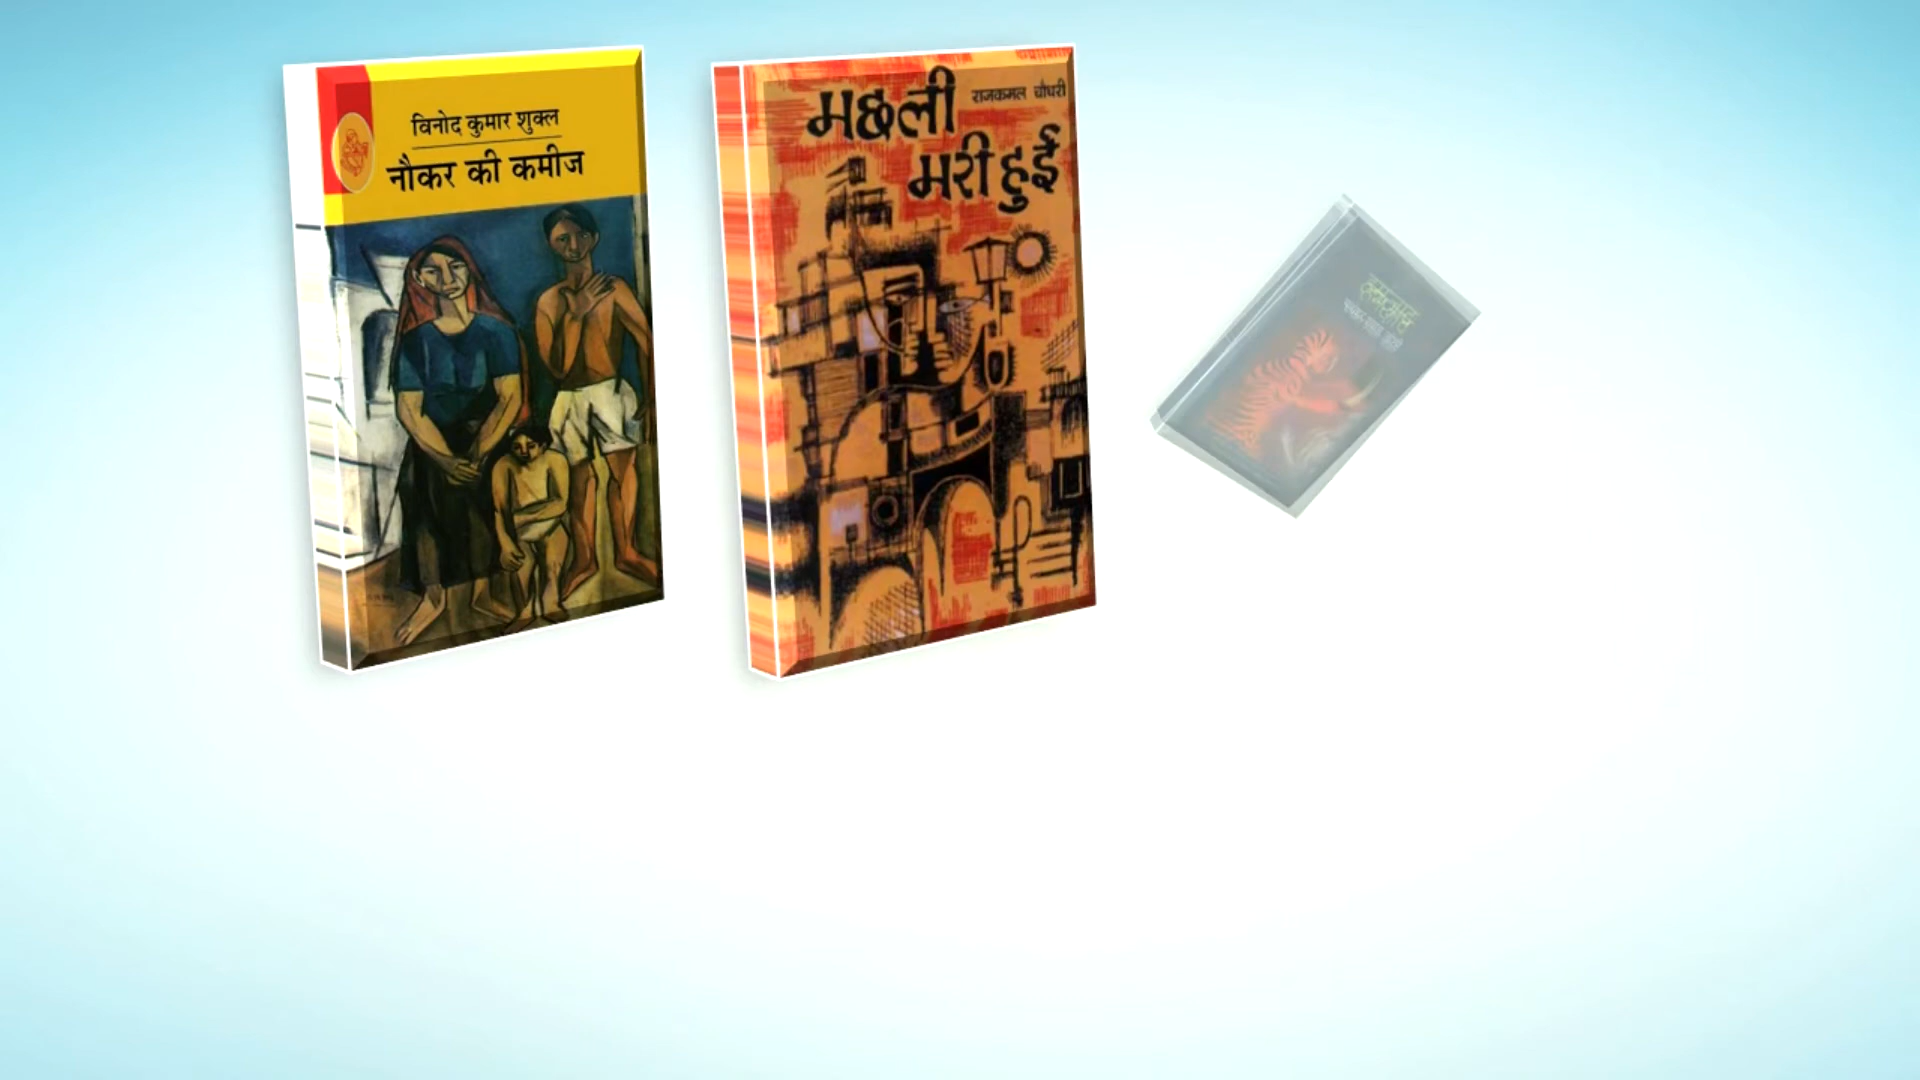 विनोद कुमार शुक्ल
नौकर की कमीज
मछली
राजकमल चौधरी
मरी हुई